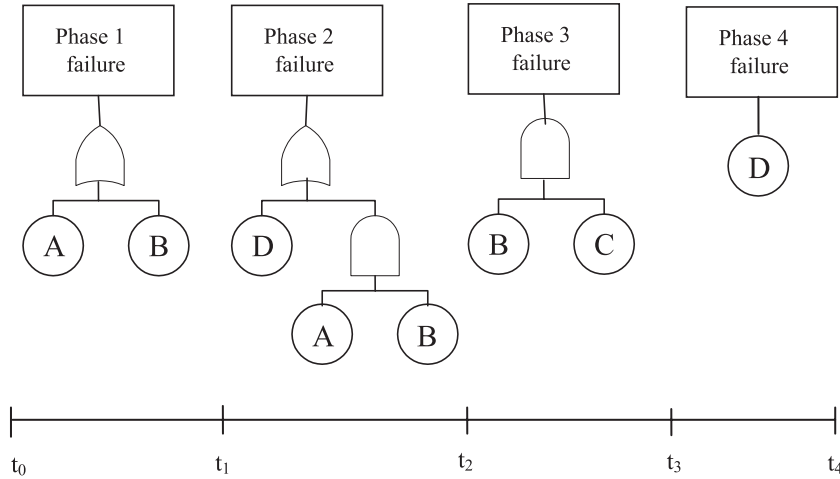 Phase 1
failure
Phase 2
failure
Phase 3
failure
Phase 4
failure
A
B
D
A
B
B
C
D
t0
t1
t2
t3
t4